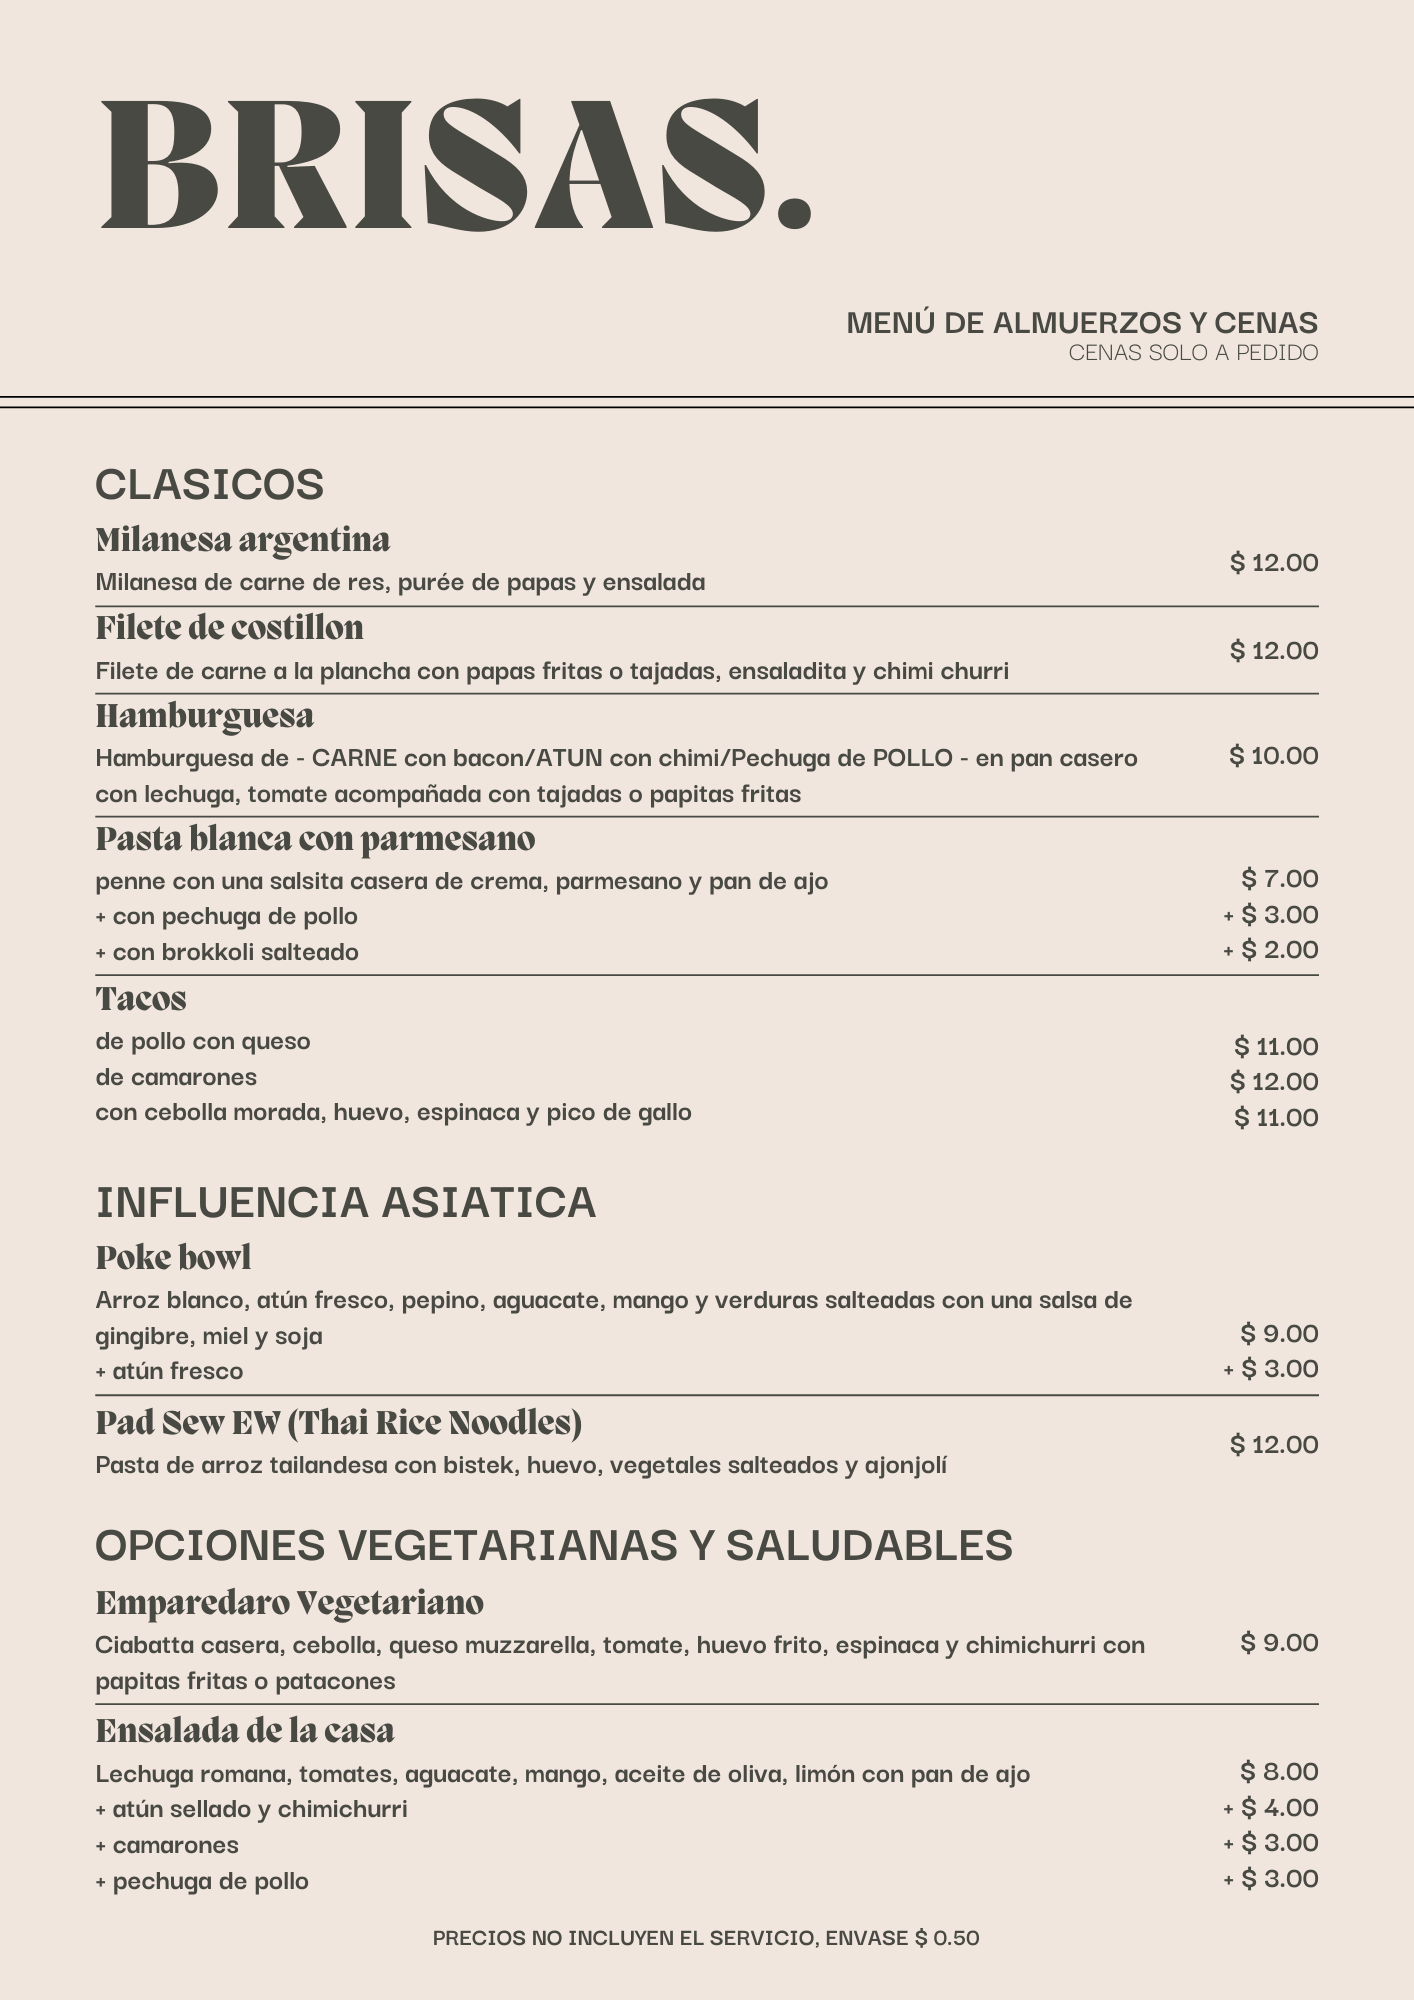 BRISAS.
MENÚ DE ALMUERZOS Y CENAS
CENAS SOLO A PEDIDO
CLASICOS
Milanesa argentina
Milanesa de carne de res, purée de papas y ensalada
$ 12.00
Filete de costillon
Filete de carne a la plancha con papas fritas o tajadas, ensaladita y chimi churri
$ 12.00
Hamburguesa
Hamburguesa de - CARNE con bacon/ATUN con chimi/Pechuga de POLLO - en pan casero
con lechuga, tomate acompañada con tajadas o papitas fritas
$ 10.00
Pasta blanca con parmesano
penne con una salsita casera de crema, parmesano y pan de ajo $ 7.00
+ con pechuga de pollo + $ 3.00
+ con brokkoli salteado + $ 2.00
Tacos
de pollo con queso $ 11.00
de camarones $ 12.00
con cebolla morada, huevo, espinaca y pico de gallo $ 11.00
INFLUENCIA ASIATICA
Poke bowl
Arroz blanco, atún fresco, pepino, aguacate, mango y verduras salteadas con una salsa de
gingibre, miel y soja $ 9.00
+ atún fresco + $ 3.00
Pad Sew EW (Thai Rice Noodles)
Pasta de arroz tailandesa con bistek, huevo, vegetales salteados y ajonjolí
$ 12.00
OPCIONES VEGETARIANAS Y SALUDABLES
Emparedaro Vegetariano
Ciabatta casera, cebolla, queso muzzarella, tomate, huevo frito, espinaca y chimichurri con
papitas fritas o patacones
$ 9.00
Ensalada de la casa
Lechuga romana, tomates, aguacate, mango, aceite de oliva, limón con pan de ajo $ 8.00
+ atún sellado y chimichurri + $ 4.00
+ camarones + $ 3.00
+ pechuga de pollo + $ 3.00
PRECIOS NO INCLUYEN EL SERVICIO, ENVASE $ 0.50